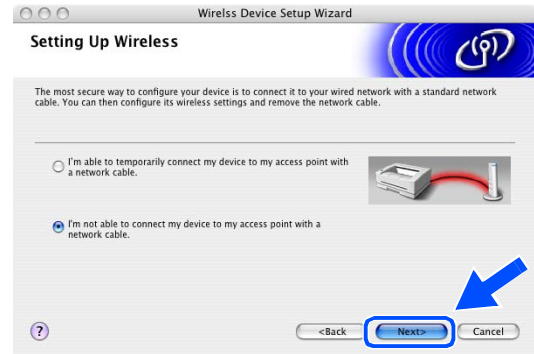 Wirelss Device Setup Wizard
Setting Up Wireless
The most secure way to configure your device is to connect it to your wired network with a standard network
cable. You can then configure its wireless settings and remove the network cable.
I'm able to temporarily connect my device to my access point with
a network cable.
I'm not able to connect my device to my access point with a
network cable.
?
<Back
Next>
Cancel